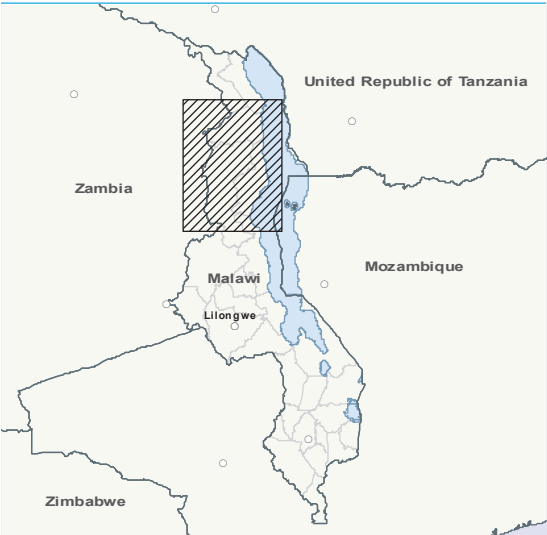 United Republic of Tanzania
Zambia
Mozambique
Malawi
Lilongwe
Zimbabwe